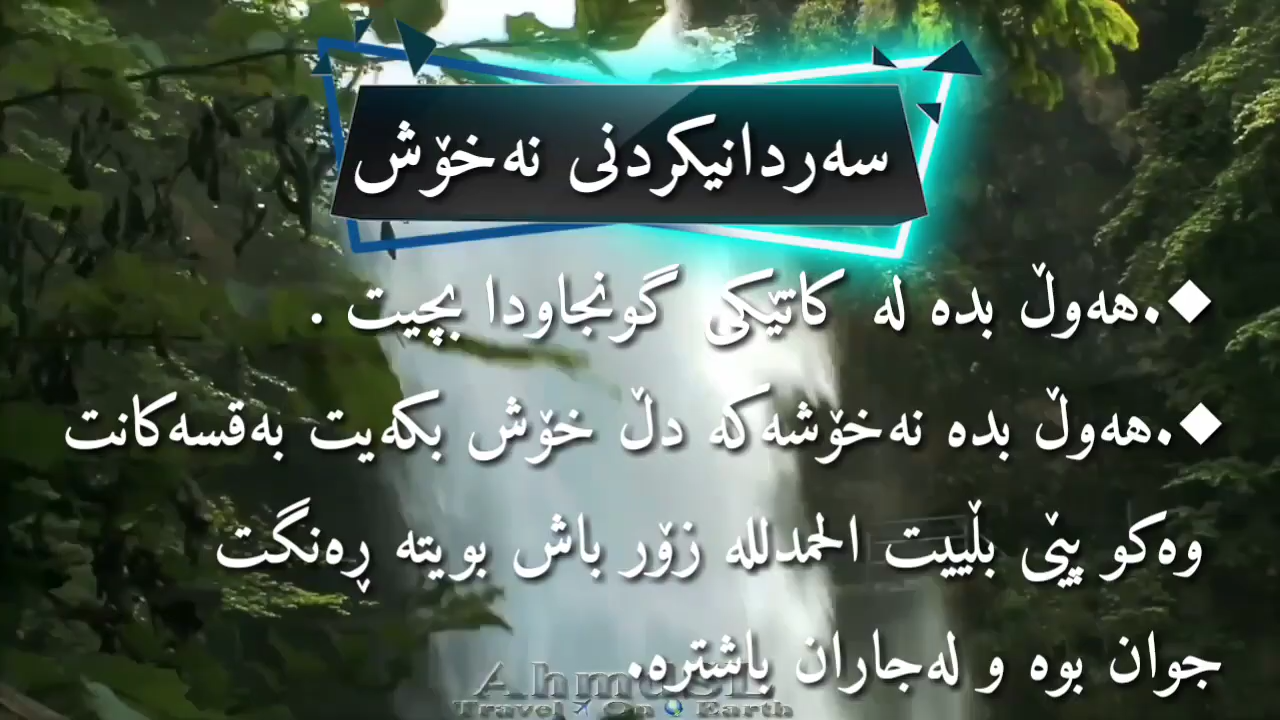 سەردانیکردنی نەخۆش
◆.هەوڵ بدە لە کاتێکی گونجاودا بچیت .
◆.هەوڵ بدە نەخۆشەکە دڵ خۆش بکەیت بەقسەکانت
وەکو پێی بڵییت الحمدلله زۆر باش بویتە ڕەنگت
جوان بوە و لەجاران باشترە.
Travel On Earth